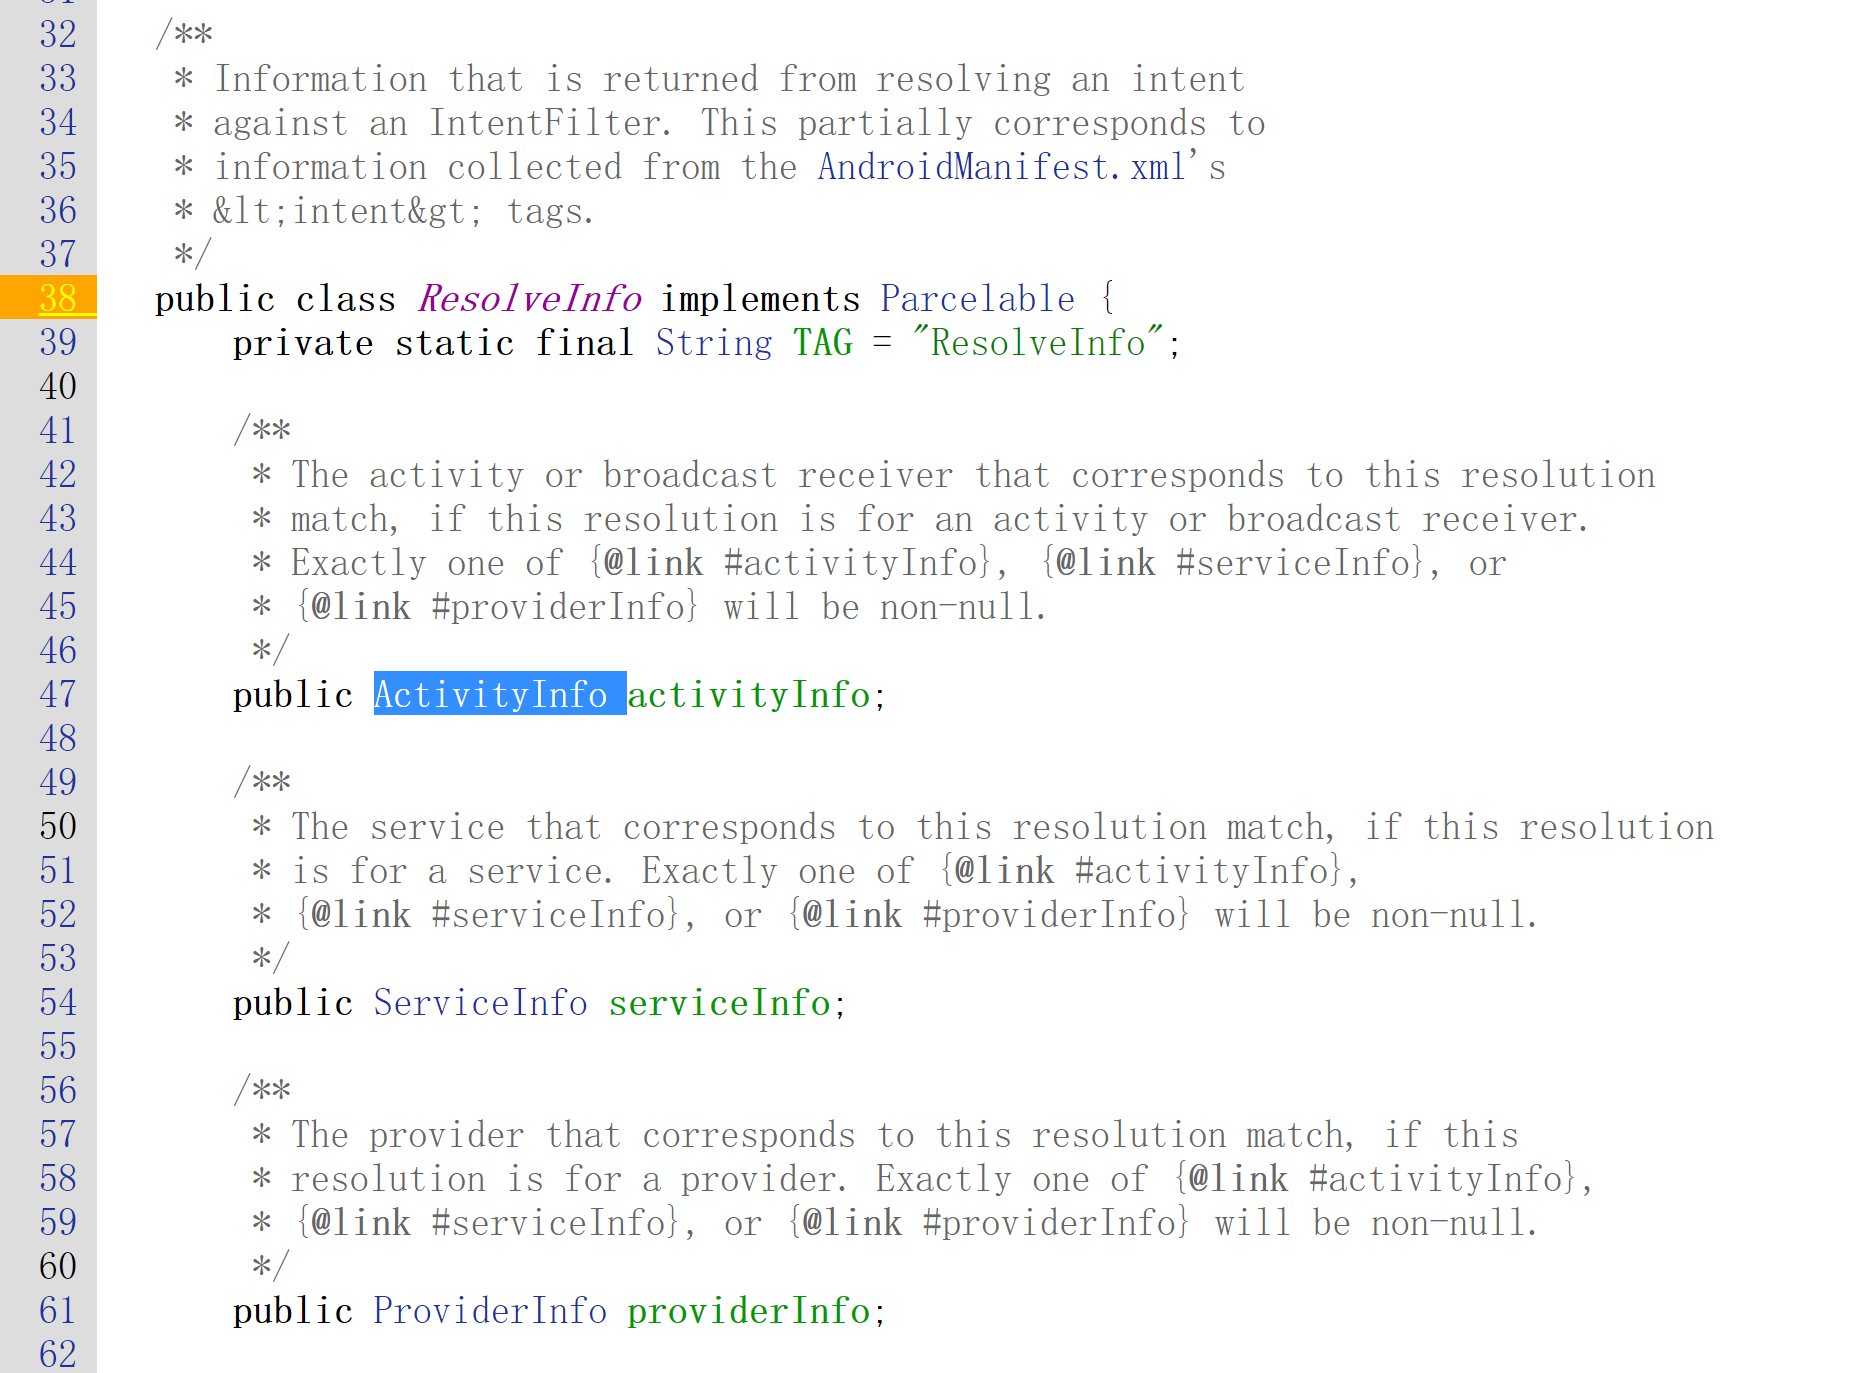 32 /**
33 * Information that is returned from resolving an intent
34 * against an IntentFilter. This partially corresponds to
35 * information collected from the AndroidManifest.xml's
36 * &lt;intent&gt; tags.
37 */
38 public class ResolveInfo implements Parcelable {
39 private static final String TAG = "ResolveInfo";
40
41 /**
42 * The activity or broadcast receiver that corresponds to this resolution
43 * match, if this resolution is for an activity or broadcast receiver.
44 * Exactly one of {@link #activityInfo}, {@link #serviceInfo}, or
45 * {@link #providerInfo} will be non-null.
46 */
47 public ActivityInfo activityInfo;
48
49 /**
50 * The service that corresponds to this resolution match, if this resolution
51 * is for a service. Exactly one of {@link #activityInfo},
52 * {@link #serviceInfo}, or {@link #providerInfo} will be non-null.
53 */
54 public ServiceInfo serviceInfo;
55
56 /**
57 * The provider that corresponds to this resolution match, if this
58 * resolution is for a provider. Exactly one of {@link #activityInfo},
59 * {@link #serviceInfo}, or {@link #providerInfo} will be non-null.
60 */
61 public ProviderInfo providerInfo;
62